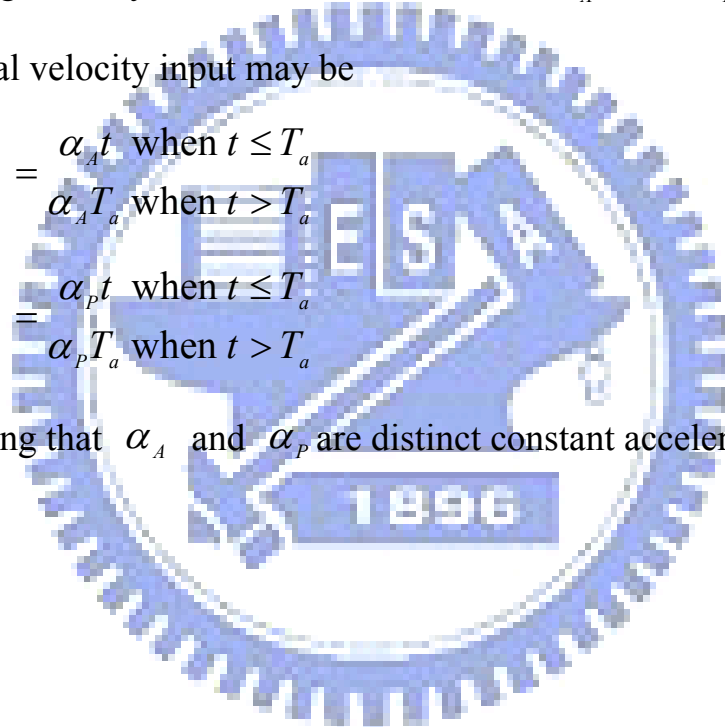 al velocity input may be
α_A t when t ≤ T_a
=
α_A T_a when t > T_a
α_P t when t ≤ T_a
=
α_P T_a when t > T_a
ng that α_A and α_P are distinct constant acceler
E S A
1896